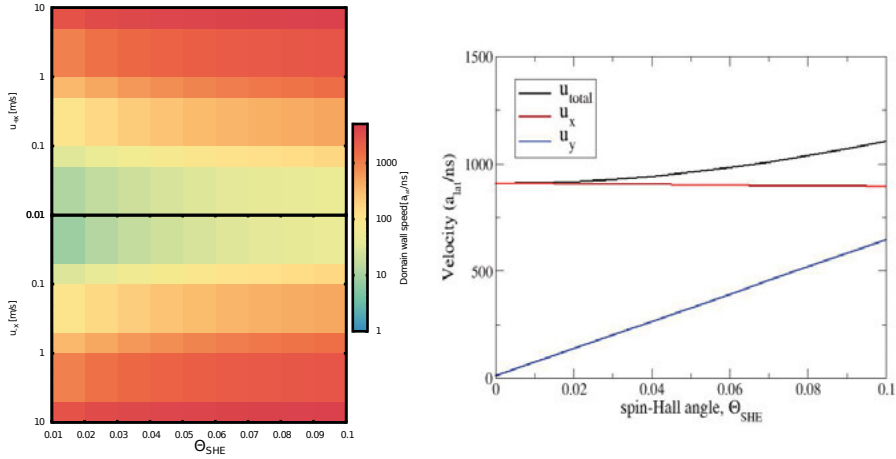 10
1
0.1
0.01
0.1
1
10
u₊ₓ [m/s]
u₋ₓ [m/s]
0.01 0.02 0.03 0.04 0.05 0.06 0.07 0.08 0.09 0.1
Θ_SHE
1000
100
10
1
Domain wall speed[a_lat/ns]
1500
1000
500
0
Velocity (a_lat/ns)
u_total
u_x
u_y
0 0.02 0.04 0.06 0.08 0.1
spin-Hall angle, Θ_SHE